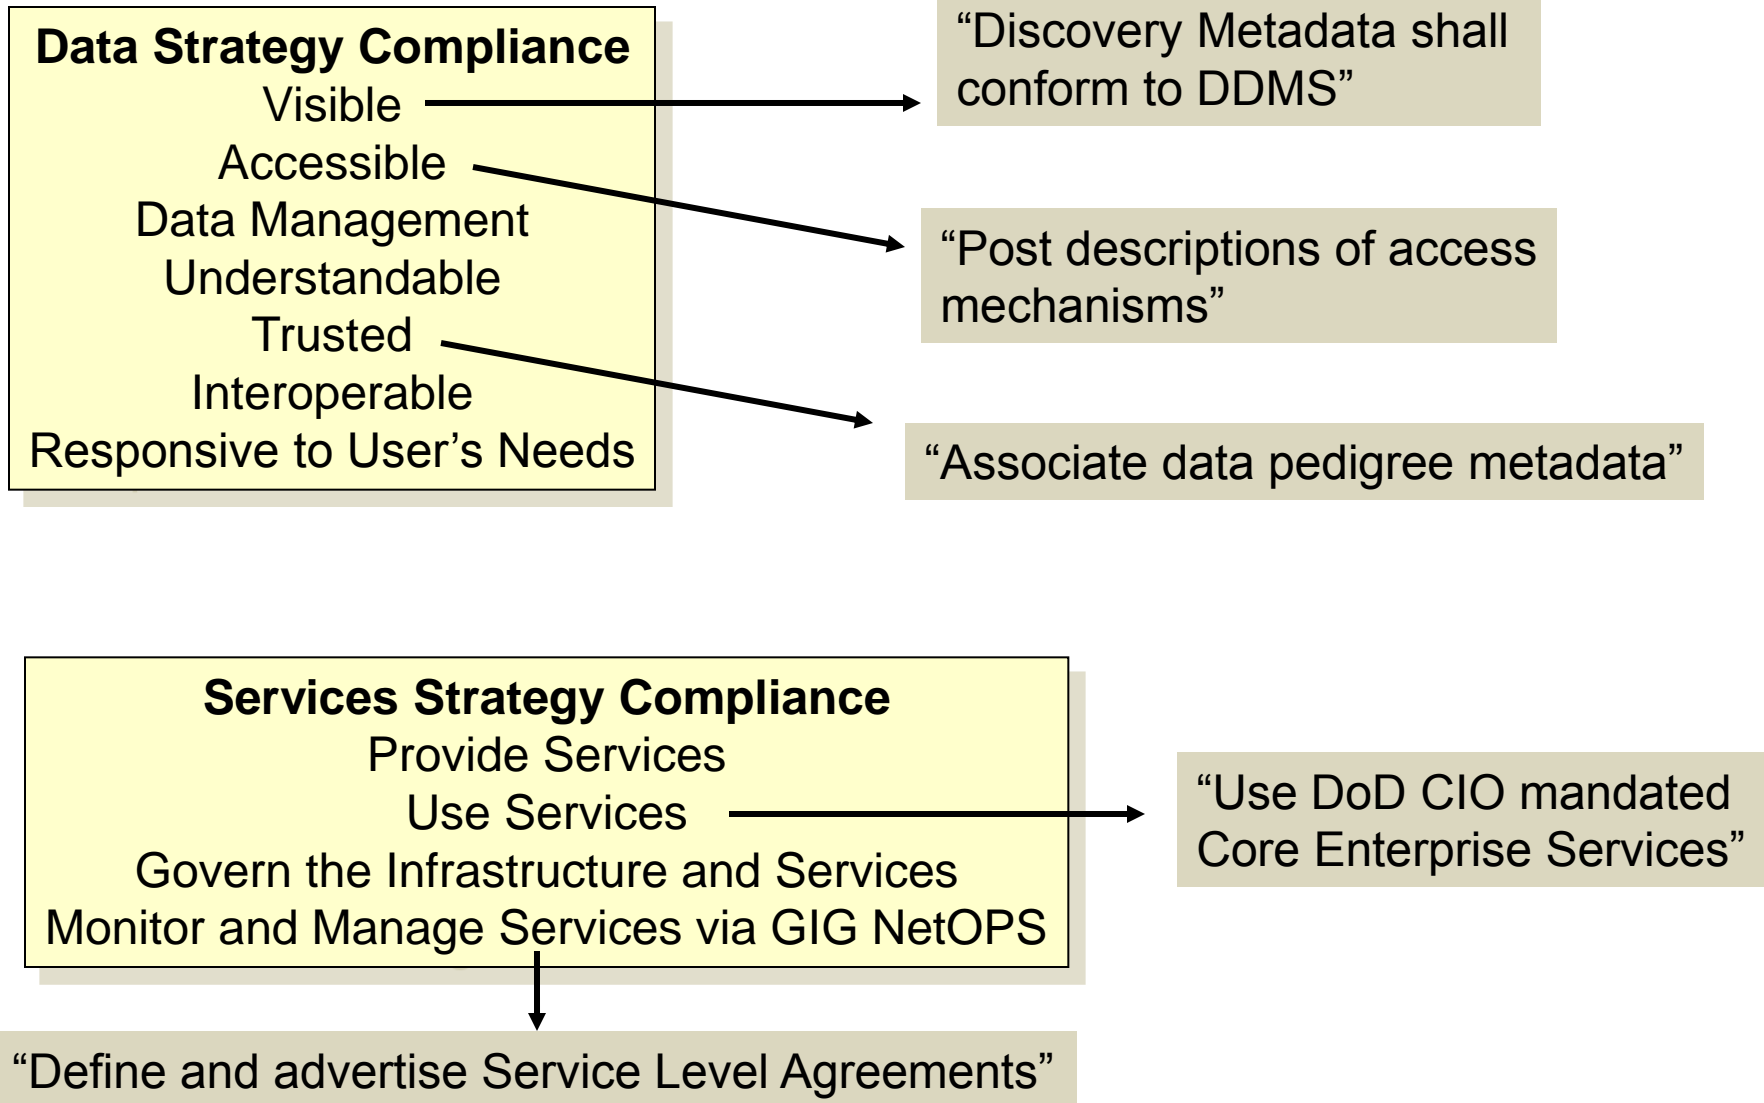 Data Strategy Compliance
Visible
Accessible
Data Management
Understandable
Trusted
Interoperable
Responsive to User’s Needs
“Discovery Metadata shall
conform to DDMS”
“Post descriptions of access
mechanisms”
“Associate data pedigree metadata”
Services Strategy Compliance
Provide Services
Use Services
Govern the Infrastructure and Services
Monitor and Manage Services via GIG NetOPS
“Use DoD CIO mandated
Core Enterprise Services”
“Define and advertise Service Level Agreements”